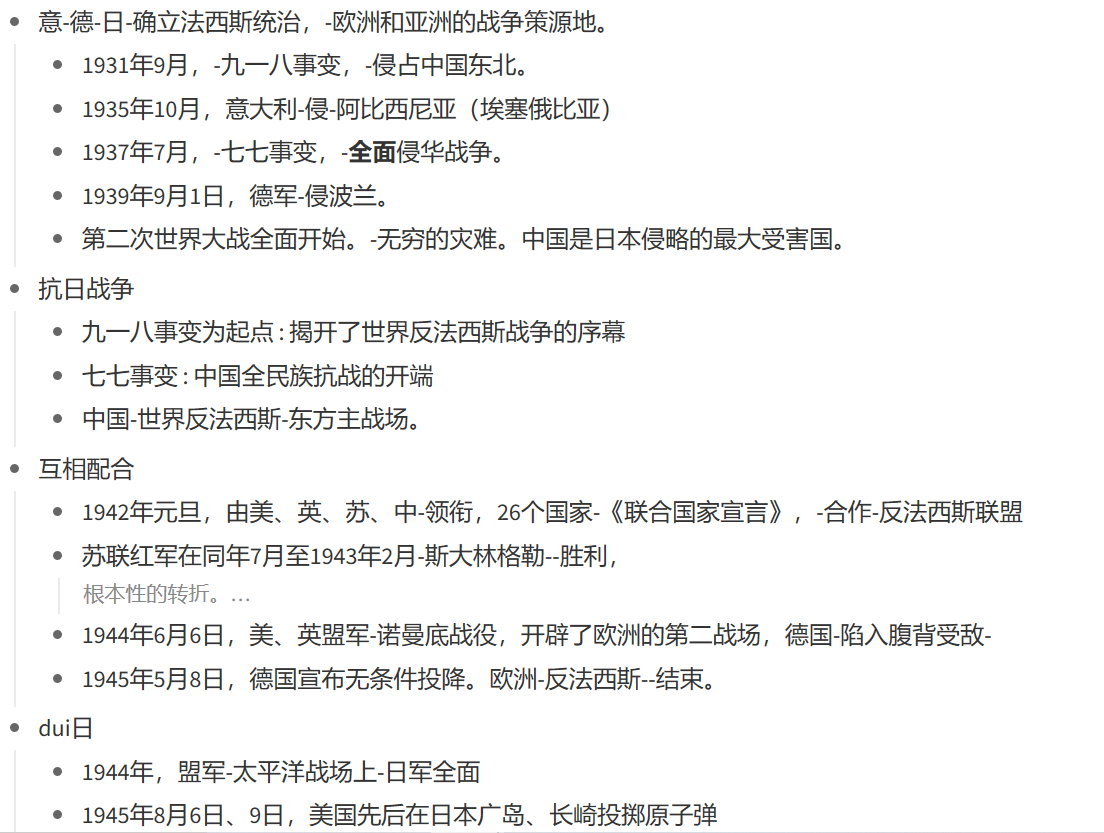 意-德-日-确立法西斯统治，-欧洲和亚洲的战争策源地。
1931年9月，-九一八事变，-侵占中国东北。
1935年10月，意大利-侵-阿比西尼亚（埃塞俄比亚）
1937年7月，-七七事变，-全面侵华战争。
1939年9月1日，德军-侵波兰。
第二次世界大战全面开始。-无穷的灾难。中国是日本侵略的最大受害国。
抗日战争
九一八事变为起点:揭开了世界反法西斯战争的序幕
七七事变:中国全民族抗战的开端
中国-世界反法西斯-东方主战场。
互相配合
1942年元旦，由美、英、苏、中-领衔，26个国家-《联合国家宣言》，-合作-反法西斯联盟
苏联红军在同年7月至1943年2月-斯大林格勒--胜利，
根本性的转折。…
1944年6月6日，美、英盟军-诺曼底战役，开辟了欧洲的第二战场，德国-陷入腹背受敌-
1945年5月8日，德国宣布无条件投降。欧洲-反法西斯--结束。
dui日
1944年，盟军-太平洋战场上-日军全面
1945年8月6日、9日，美国先后在日本广岛、长崎投掷原子弹